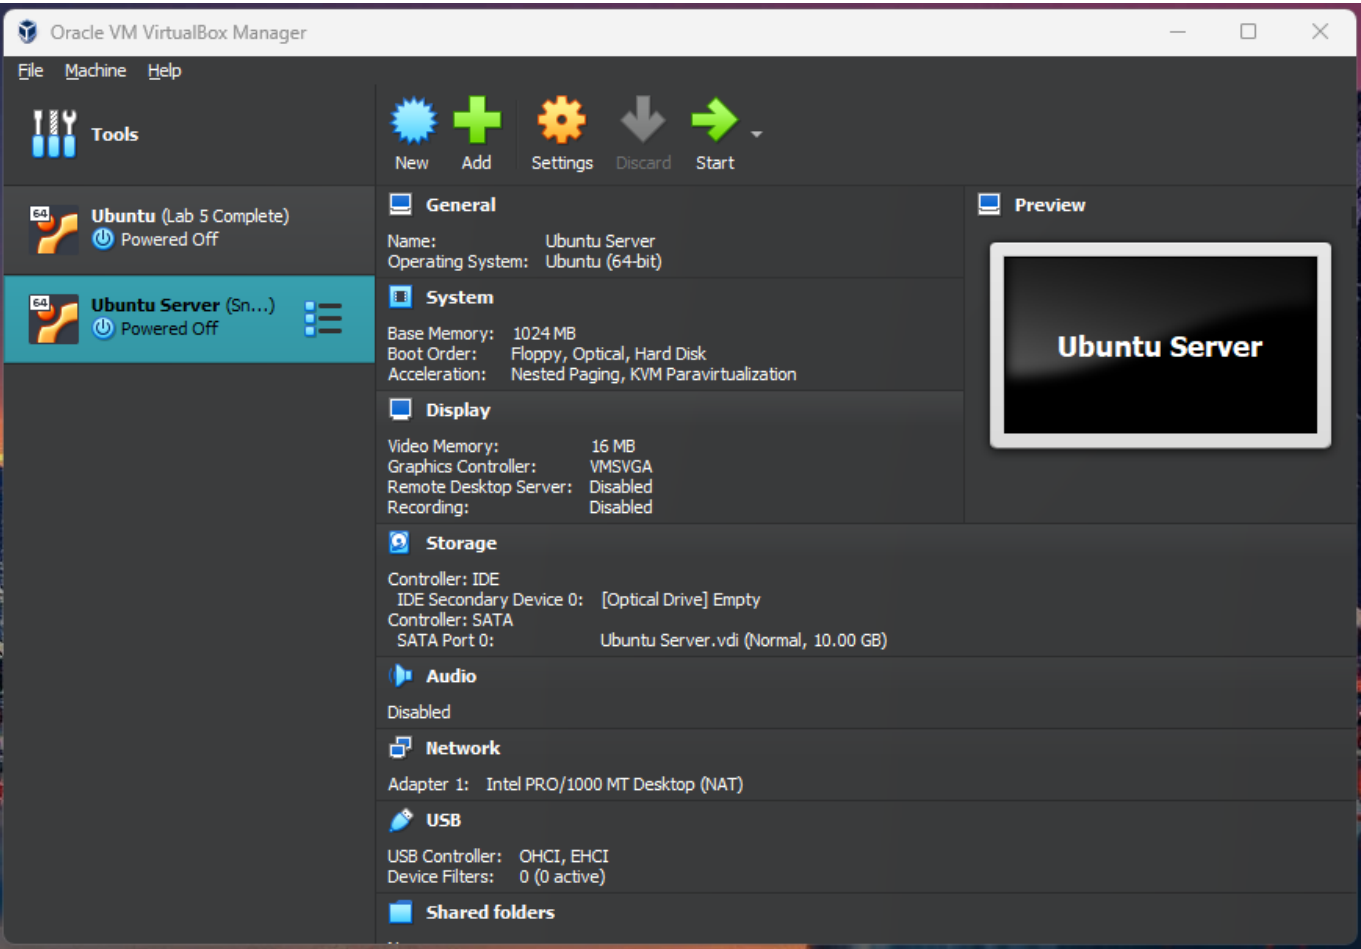 Oracle VM VirtualBox Manager
File Machine Help
Tools
New Add Settings Discard Start
64
Ubuntu (Lab 5 Complete)
Powered Off
64
Ubuntu Server (Sn...)
Powered Off
General
Name: Ubuntu Server
Operating System: Ubuntu (64-bit)
System
Base Memory: 1024 MB
Boot Order: Floppy, Optical, Hard Disk
Acceleration: Nested Paging, KVM Paravirtualization
Display
Video Memory: 16 MB
Graphics Controller: VMSVGA
Remote Desktop Server: Disabled
Recording: Disabled
Preview
Ubuntu Server
Storage
Controller: IDE
IDE Secondary Device 0: [Optical Drive] Empty
Controller: SATA
SATA Port 0: Ubuntu Server.vdi (Normal, 10.00 GB)
Audio
Disabled
Network
Adapter 1: Intel PRO/1000 MT Desktop (NAT)
USB
USB Controller: OHCI, EHCI
Device Filters: 0 (0 active)
Shared folders